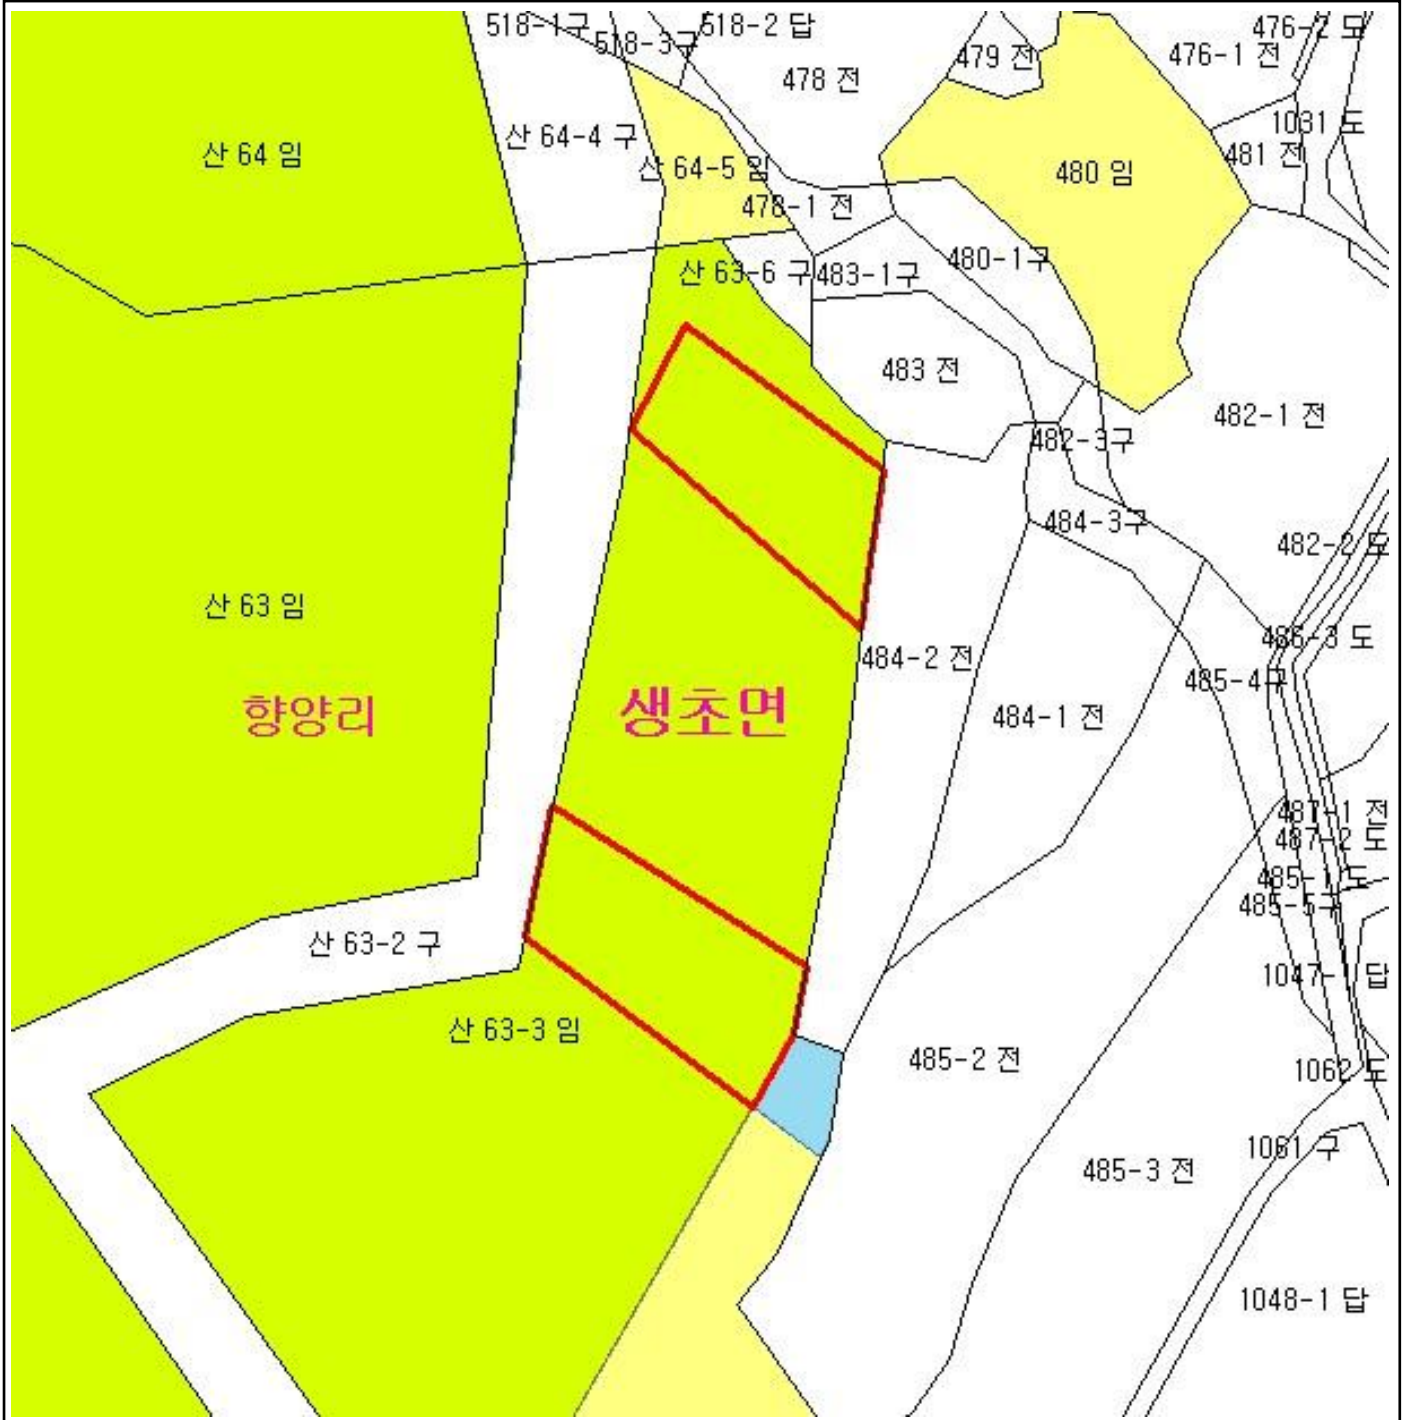 518-1구
518-3구
518-2 답
478 전
479 전
476-1 전
476-2 도
산 64 임
산 64-4 구
산 64-5 임
478-1 전
480 임
1031 도
481 전
산 63-6 구
483-1구
480-1구
483 전
482-3구
482-1 전
484-3구
482-2 도
산 63 임
484-2 전
486-3 도
485-4구
향양리
생초면
484-1 전
487-1 전
487-2 도
485-1 도
485-5구
산 63-2 구
1047-1 답
산 63-3 임
485-2 전
1062 도
1061 구
485-3 전
1048-1 답